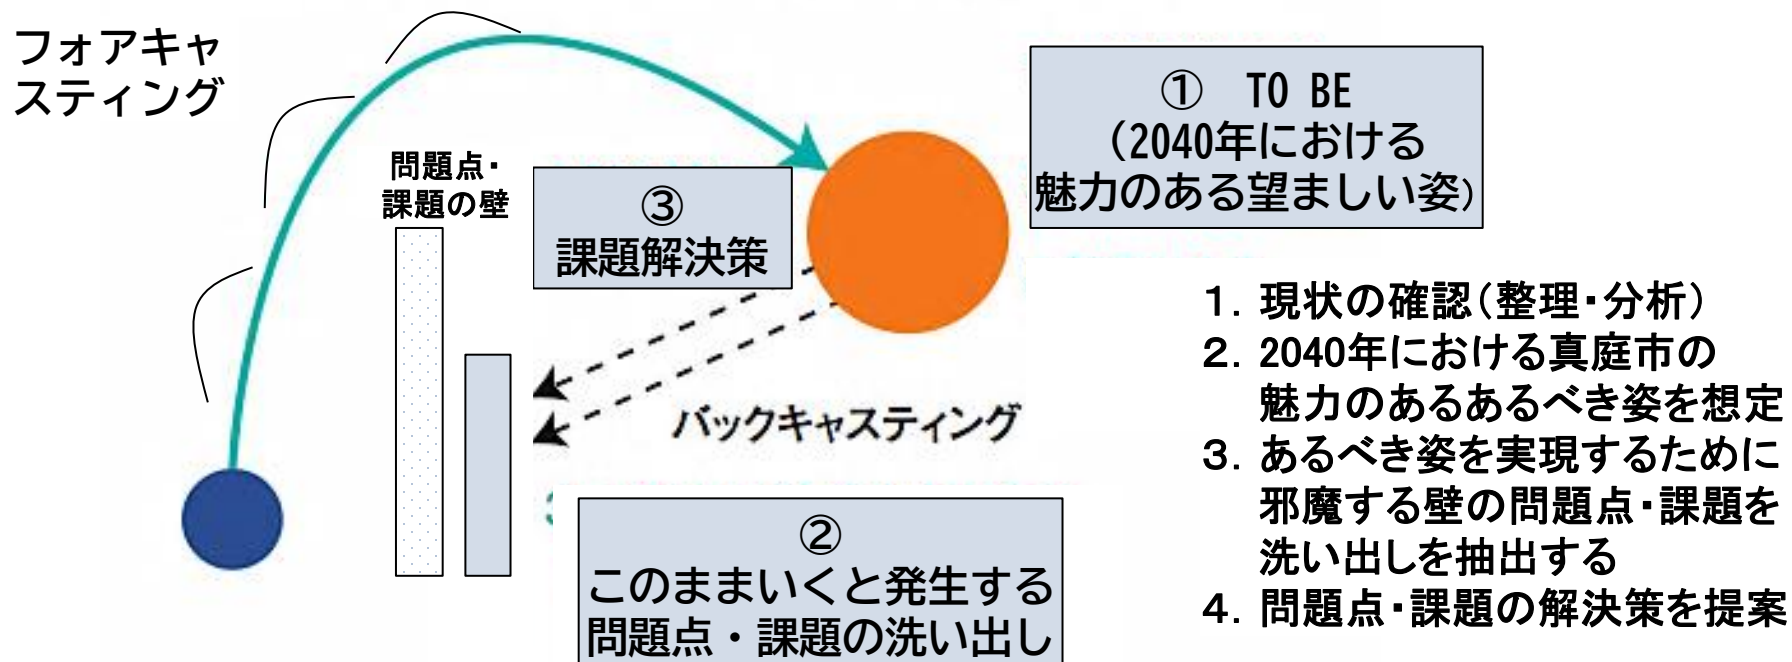 フォアキャ
スティング
問題点・
課題の壁
③
課題解決策
① TO BE
(2040年における
魅力のある望ましい姿)
バックキャスティング
②
このままいくと発生する
問題点・課題の洗い出し
1. 現状の確認(整理・分析)
2. 2040年における真庭市の
魅力のあるあるべき姿を想定
3. あるべき姿を実現するために
邪魔する壁の問題点・課題を
洗い出しを抽出する
4. 問題点・課題の解決策を提案